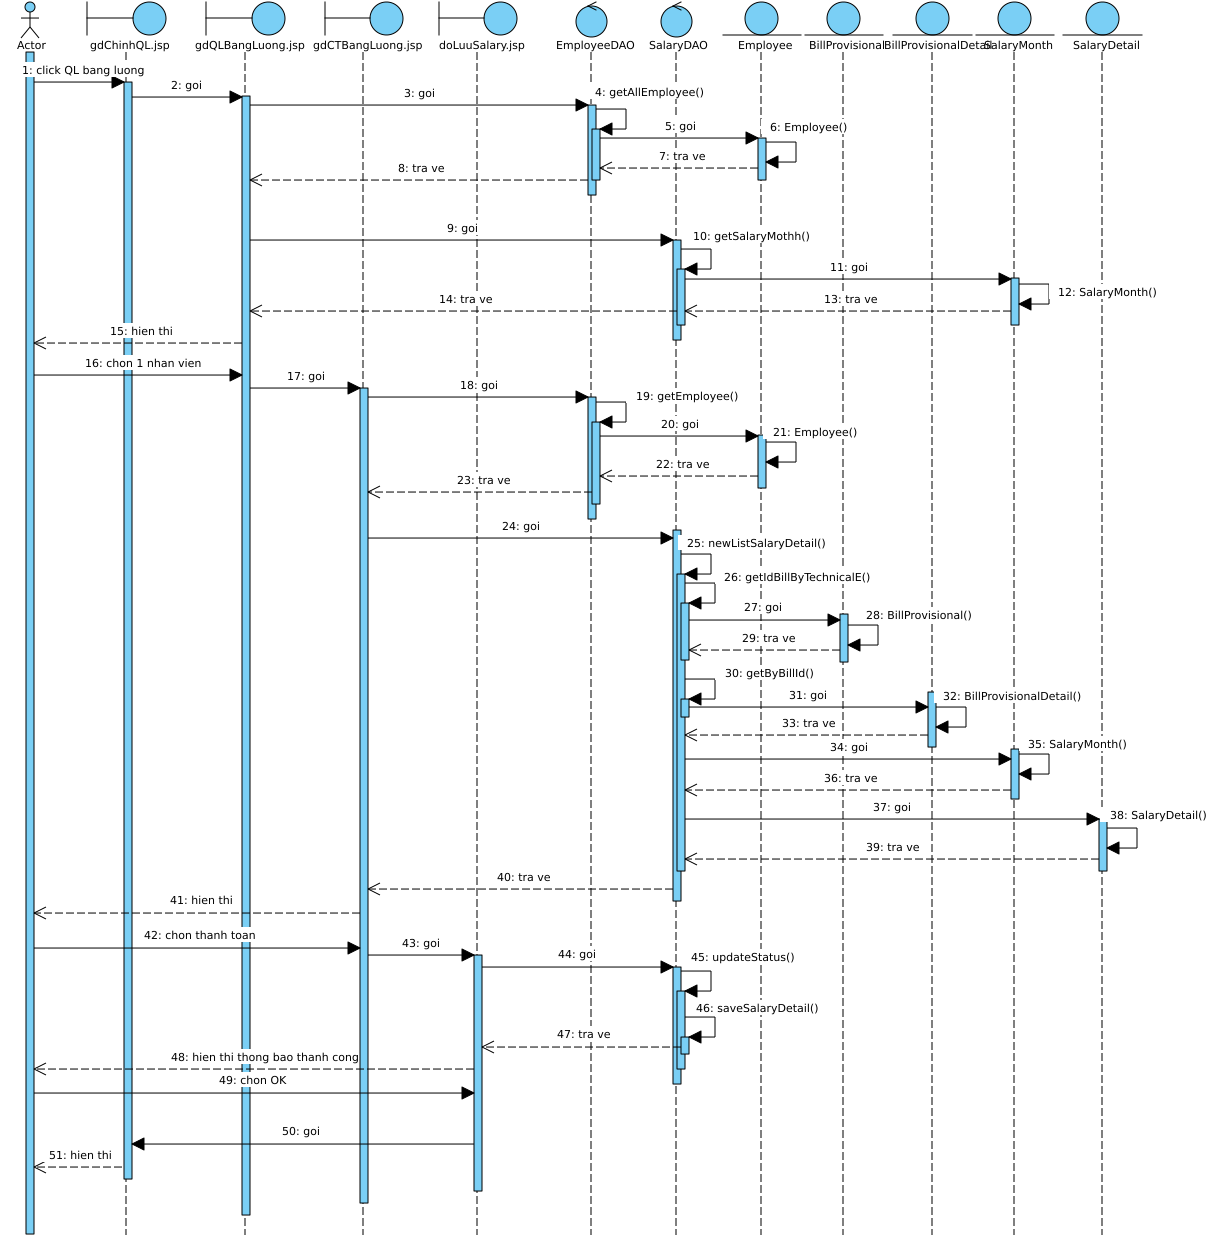 Actor
gdChinhQL.jsp
gdQLBangLuong.jsp
gdCTBangLuong.jsp
doLuuSalary.jsp
EmployeeDAO
SalaryDAO
Employee
BillProvisional
BillProvisionalDetail
SalaryMonth
SalaryDetail
1: click QL bang luong
2: goi
3: goi
4: getAllEmployee()
5: goi
6: Employee()
7: tra ve
8: tra ve
9: goi
10: getSalaryMothh()
11: goi
12: SalaryMonth()
13: tra ve
14: tra ve
15: hien thi
16: chon 1 nhan vien
17: goi
18: goi
19: getEmployee()
20: goi
21: Employee()
22: tra ve
23: tra ve
24: goi
25: newListSalaryDetail()
26: getIdBillByTechnicalE()
27: goi
28: BillProvisional()
29: tra ve
30: getByBillId()
31: goi
32: BillProvisionalDetail()
33: tra ve
34: goi
35: SalaryMonth()
36: tra ve
37: goi
38: SalaryDetail()
39: tra ve
40: tra ve
41: hien thi
42: chon thanh toan
43: goi
44: goi
45: updateStatus()
46: saveSalaryDetail()
47: tra ve
48: hien thi thong bao thanh cong
49: chon OK
50: goi
51: hien thi